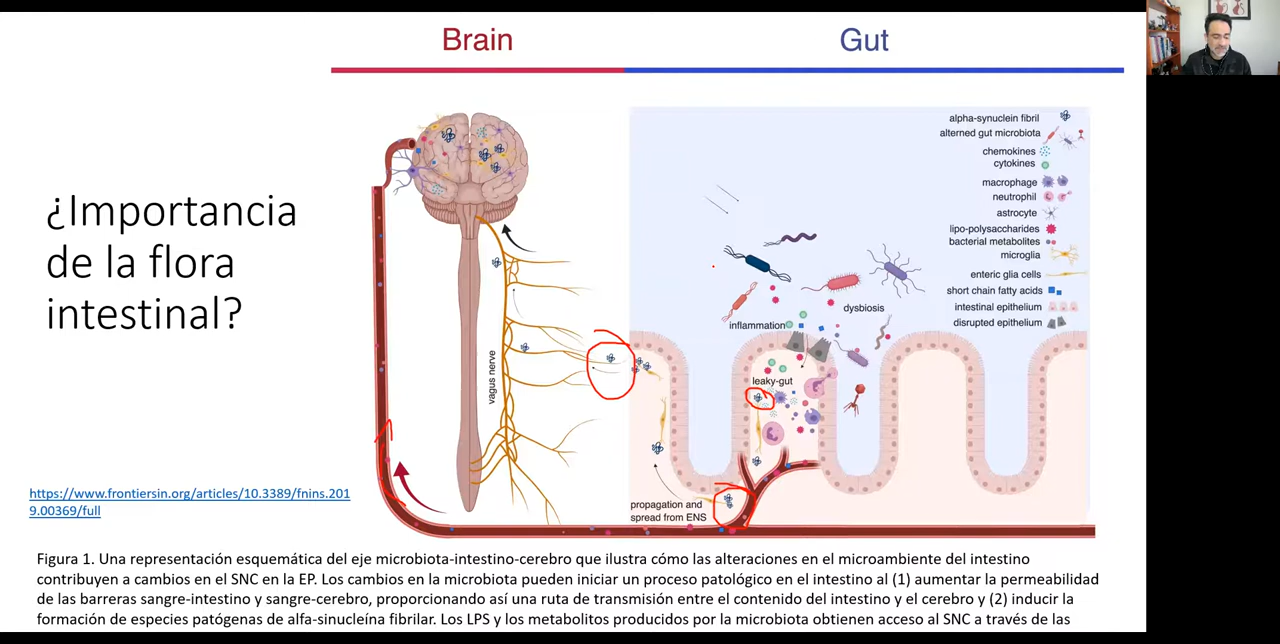 Brain
Gut
¿Importancia
de la flora
intestinal?
https://www.frontiersin.org/articles/10.3389/fnins.201
9.00369/full
vagus nerve
alpha-synuclein fibril
alterned gut microbiota
chemokines
cytokines
macrophage
neutrophil
astrocyte
lipo-polysaccharides
bacterial metabolites
microglia
enteric glia cells
short chain fatty acids
intestinal epithelium
disrupted epithelium
dysbiosis
inflammation
leaky-gut
propagation and
spread from ENS
Figura 1. Una representación esquemática del eje microbiota-intestino-cerebro que ilustra cómo las alteraciones en el microambiente del intestino
contribuyen a cambios en el SNC en la EP. Los cambios en la microbiota pueden iniciar un proceso patológico en el intestino al (1) aumentar la permeabilidad
de las barreras sangre-intestino y sangre-cerebro, proporcionando así una ruta de transmisión entre el contenido del intestino y el cerebro y (2) inducir la
formación de especies patógenas de alfa-sinucleína fibrilar. Los LPS y los metabolitos producidos por la microbiota obtienen acceso al SNC a través de las